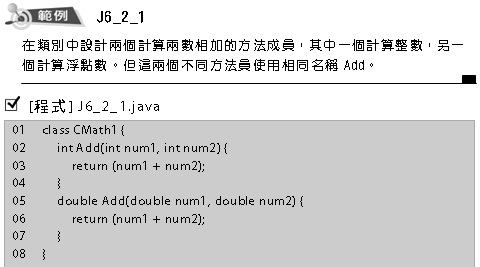 範例 J6_2_1
在類別中設計兩個計算兩數相加的方法成員，其中一個計算整數，另一
個計算浮點數。但這兩個不同方法員使用相同名稱 Add。
[程式] J6_2_1.java
01 class CMath1 {
02 int Add(int num1, int num2) {
03 return (num1 + num2);
04 }
05 double Add(double num1, double num2) {
06 return (num1 + num2);
07 }
08 }